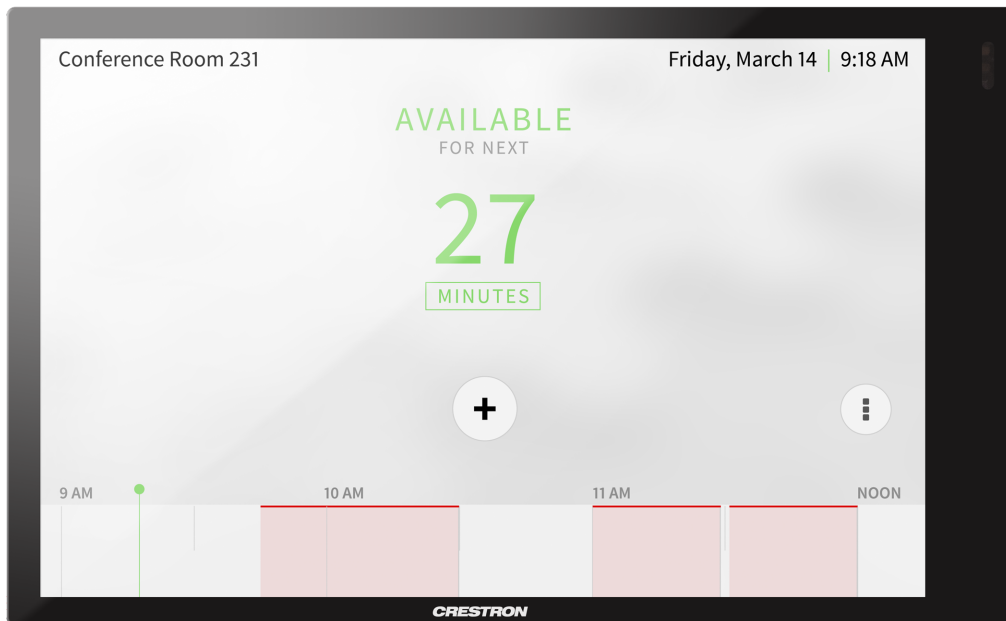 Conference Room 231
Friday, March 14 | 9:18 AM
AVAILABLE
FOR NEXT
27
MINUTES
9 AM
10 AM
11 AM
NOON
CRESTRON